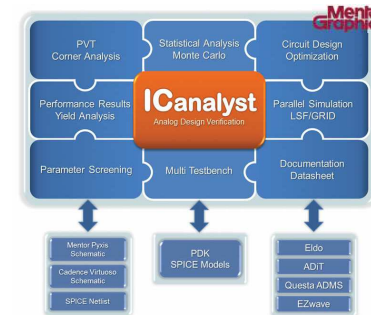 Mentor
Graphics
PVT
Corner Analysis
Statistical Analysis
Monte Carlo
Circuit Design
Optimization
Performance Results
Yield Analysis
ICanalyst
Analog Design Verification
Parallel Simulation
LSF/GRID
Parameter Screening
Multi Testbench
Documentation
Datasheet
Mentor Pyxis
Schematic
Cadence Virtuoso
Schematic
SPICE Netlist
PDK
SPICE Models
Eldo
ADiT
Questa ADMS
EZwave